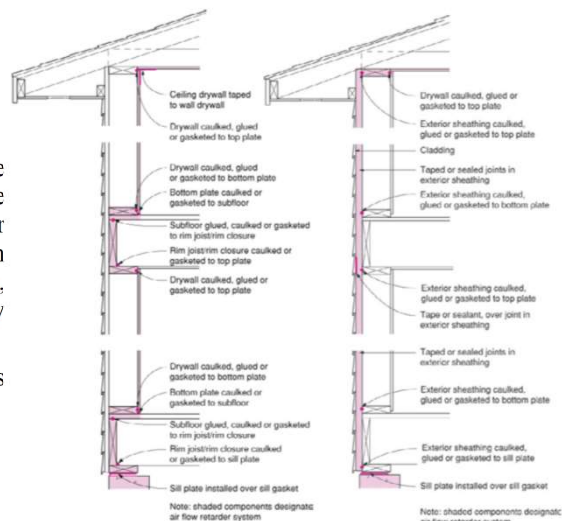 Ceiling drywall taped
to wall drywall
Drywall caulked, glued
or gasketed to top plate
Drywall caulked, glued
or gasketed to bottom plate
Bottom plate caulked or
gasketed to subfloor
Subfloor glued, caulked or gasketed
to rim joist/rim closure
Rim joist/rim closure caulked or
gasketed to top plate
Drywall caulked, glued or
gasketed to top plate
Drywall caulked, glued or
gasketed to bottom plate
Bottom plate caulked or
gasketed to subfloor
Subfloor glued, caulked or gasketed
to rim joist/rim closure
Rim joist/rim closure caulked
or gasketed to sill plate
Sill plate installed over sill gasket
Note: shaded components designate
air flow retarder system
Drywall caulked, glued or
gasketed to top plate
Exterior sheathing caulked,
glued or gasketed to top plate
Cladding
Taped or sealed joints in
exterior sheathing
Exterior sheathing caulked,
glued or gasketed to bottom plate
Exterior sheathing caulked,
glued or gasketed to top plate
Tape or sealant, over joint in
exterior sheathing
Taped or sealed joints in
exterior sheathing
Exterior sheathing caulked,
glued or gasketed to bottom plate
Exterior sheathing caulked,
glued or gasketed to sill plate
Sill plate installed over sill gasket
Note: shaded components designate
air flow retarder system